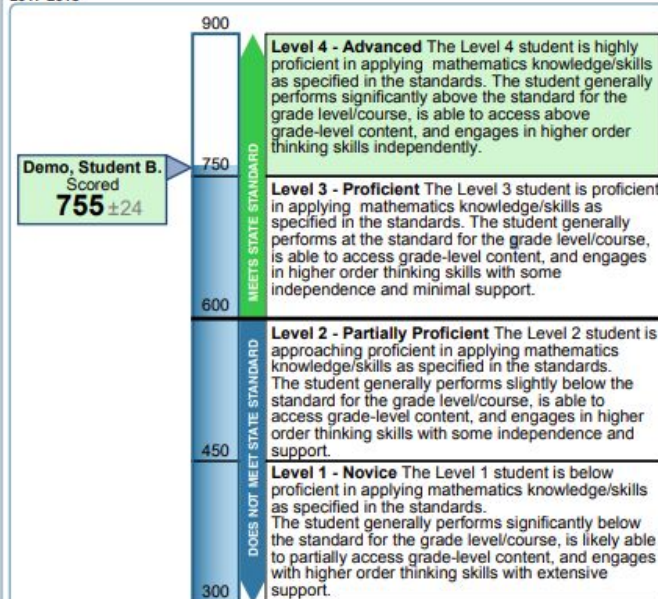 900
Level 4 - Advanced The Level 4 student is highly
proficient in applying mathematics knowledge/skills
as specified in the standards. The student generally
performs significantly above the standard for the
grade level/course, is able to access above
grade-level content, and engages in higher order
thinking skills independently.
Demo, Student B.
Scored
755 ±24
750
MEETS STATE STANDARD
Level 3 - Proficient The Level 3 student is proficient
in applying mathematics knowledge/skills as
specified in the standards. The student generally
performs at the standard for the grade level/course,
is able to access grade-level content, and engages
in higher order thinking skills with some
independence and minimal support.
600
Level 2 - Partially Proficient The Level 2 student is
approaching proficient in applying mathematics
knowledge/skills as specified in the standards.
The student generally performs slightly below the
standard for the grade level/course, is able to
access grade-level content, and engages in higher
order thinking skills with some independence and
support.
450
DOES NOT MEET STATE STANDARD
Level 1 - Novice The Level 1 student is below
proficient in applying mathematics knowledge/skills
as specified in the standards.
The student generally performs significantly below
the standard for the grade level/course, is likely able
to partially access grade-level content, and engages
with higher order thinking skills with extensive
support.
300